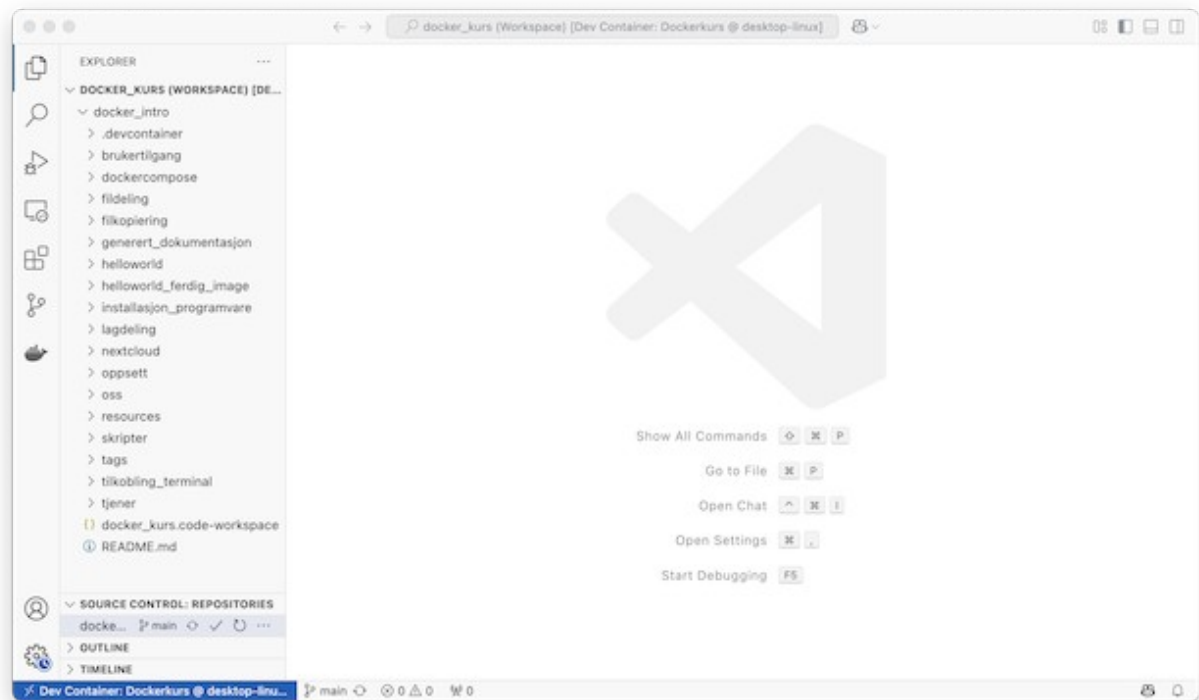 docker_kurs (Workspace) [Dev Container: Dockerkurs @ desktop-linux]
EXPLORER
DOCKER_KURS (WORKSPACE) [DE...
docker_intro
.devcontainer
brukertilgang
dockercompose
fildeling
filkopiering
generert_dokumentasjon
helloworld
helloworld_ferdig_image
installasjon_programvare
lagdeling
nextcloud
oppsett
oss
resources
skripter
tags
tilkobling_terminal
tjener
{} docker_kurs.code-workspace
README.md
SOURCE CONTROL: REPOSITORIES
docke... main
OUTLINE
TIMELINE
Show All Commands ⇧ ⌘ P
Go to File ⌘ P
Open Chat ^ ⌘ I
Open Settings ⌘ ,
Start Debugging F5
Dev Container: Dockerkurs @ desktop-linu... main 0 0 0